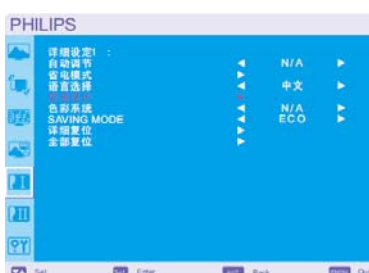 PHILIPS
详细设定1 :
自动调节 N/A
省电模式
语言选择 中文
色彩系统 N/A
SAVING MODE ECO
详细复位
全部复位
Sel Enter Back